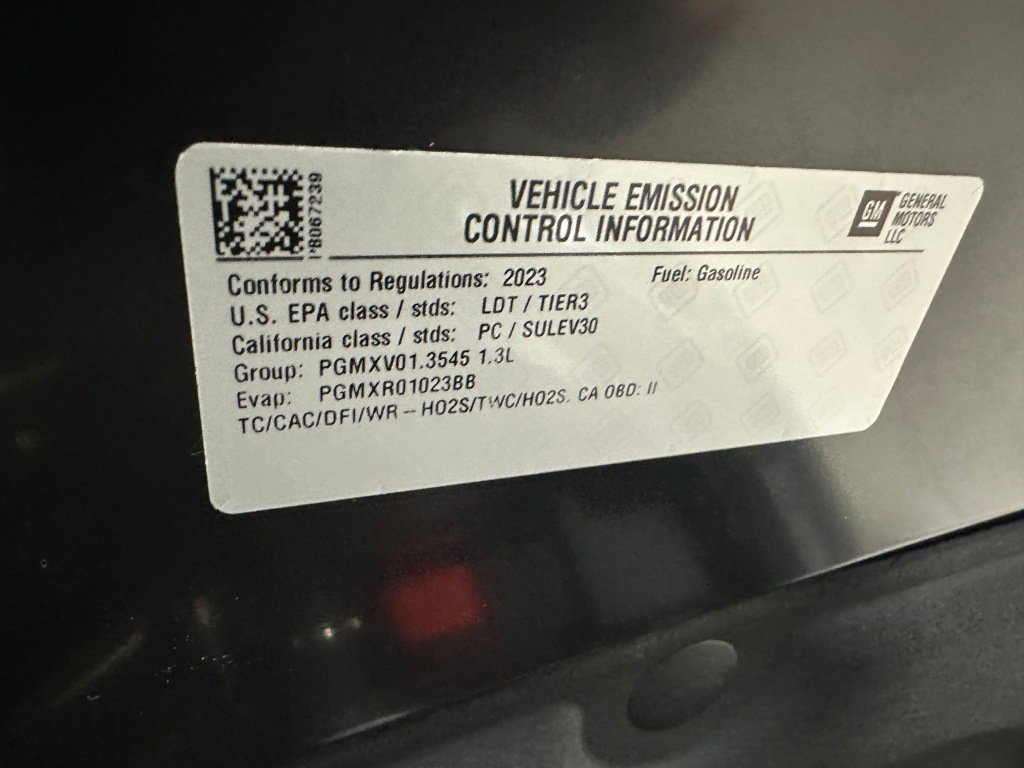 PB067239
VEHICLE EMISSION
CONTROL INFORMATION
GM
GENERAL
MOTORS
LLC
Conforms to Regulations: 2023 Fuel: Gasoline
U.S. EPA class / stds: LDT / TIER3
California class / stds: PC / SULEV30
Group: PGMXV01.3545 1.3L
Evap: PGMXR01023BB
TC/CAC/DFI/WR – HO2S/TWC/HO2S. CA OBD: II